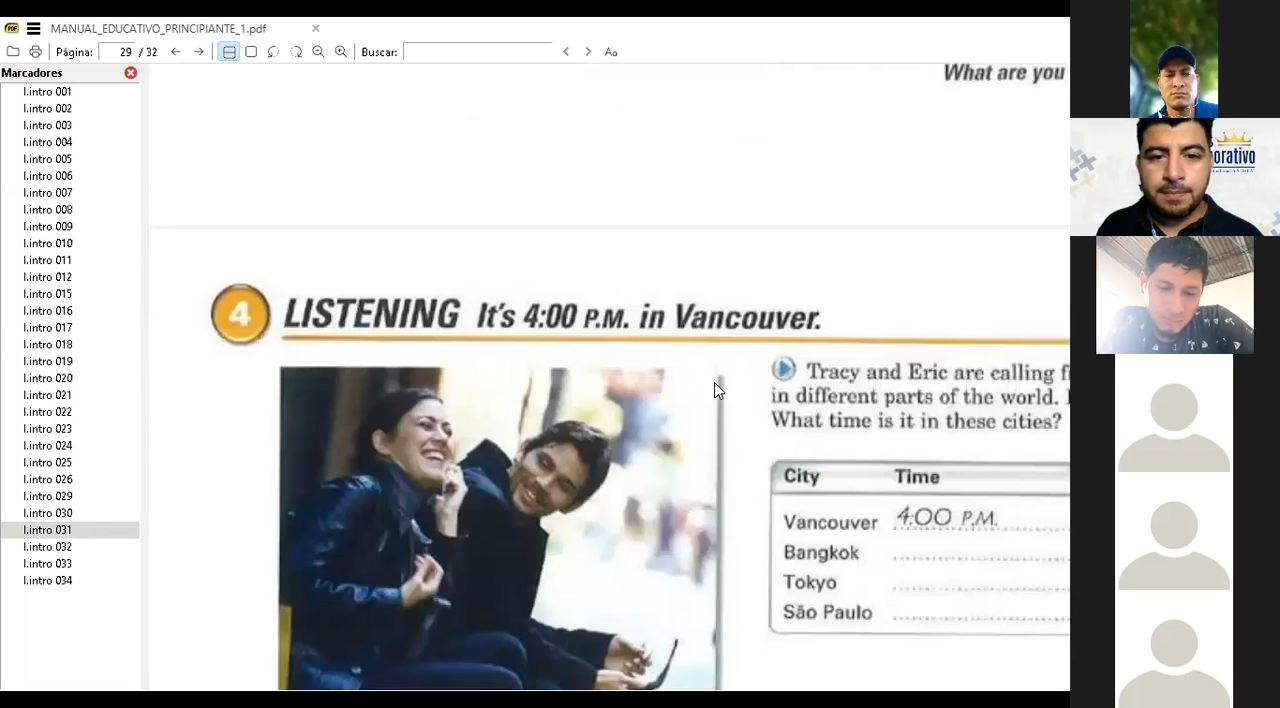 MANUAL_EDUCATIVO_PRINCIPIANTE_1.pdf
Página: 29 / 32 Buscar: Aa
Marcadores
I.intro 001
I.intro 002
I.intro 003
I.intro 004
I.intro 005
I.intro 006
I.intro 007
I.intro 008
I.intro 009
I.intro 010
I.intro 011
I.intro 012
I.intro 015
I.intro 016
I.intro 017
I.intro 018
I.intro 019
I.intro 020
I.intro 021
I.intro 022
I.intro 023
I.intro 024
I.intro 025
I.intro 026
I.intro 029
I.intro 030
I.intro 031
I.intro 032
I.intro 033
I.intro 034
What are you
4 LISTENING It's 4:00 P.M. in Vancouver.
Tracy and Eric are calling f
in different parts of the world.
What time is it in these cities?
City Time
Vancouver 4:00 P.M.
Bangkok
Tokyo
São Paulo
orativo